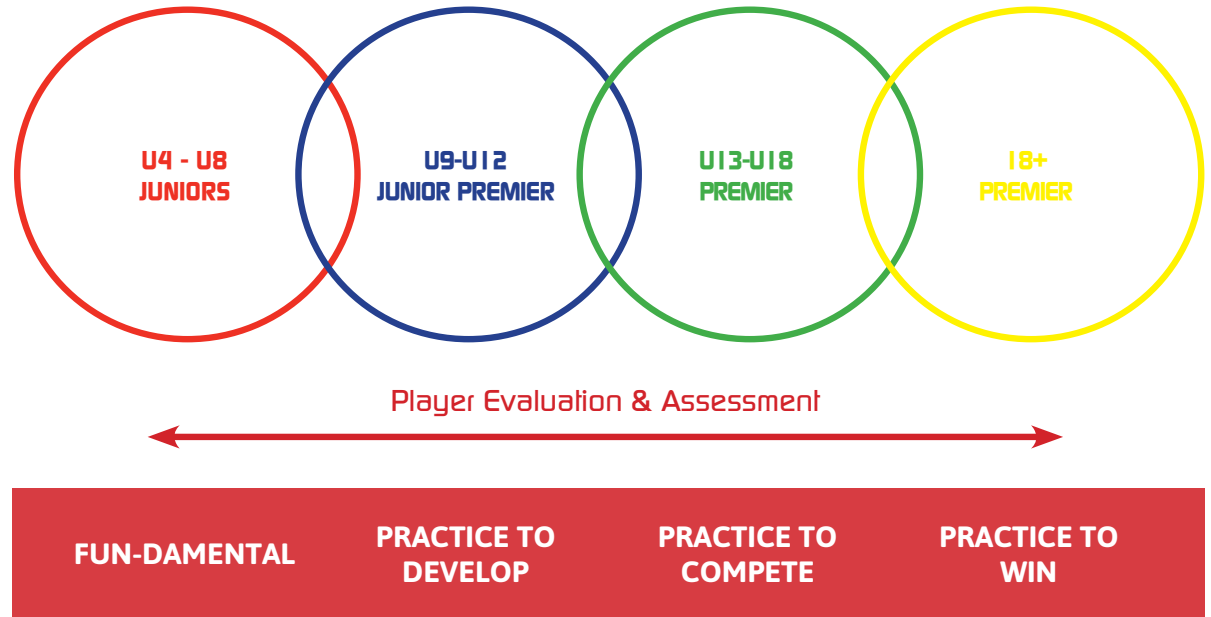 U4 - U8
JUNIORS
U9-U12
JUNIOR PREMIER
U13-U18
PREMIER
18+
PREMIER
Player Evaluation & Assessment
FUN-DAMENTAL
PRACTICE TO
DEVELOP
PRACTICE TO
COMPETE
PRACTICE TO
WIN